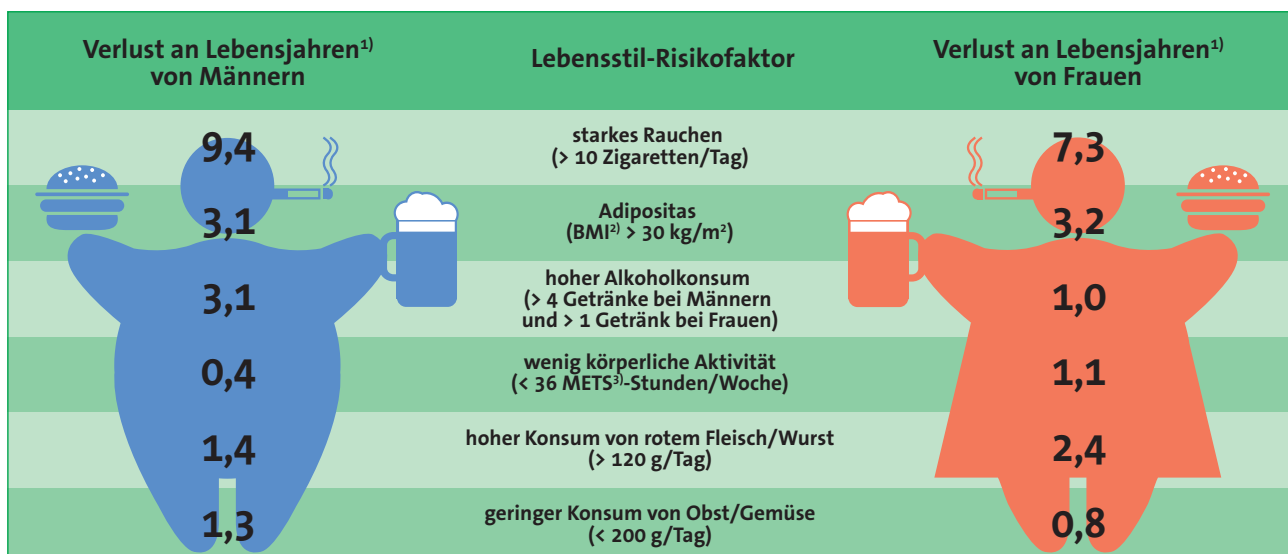 Verlust an Lebensjahren¹⁾
von Männern
Lebensstil-Risikofaktor
Verlust an Lebensjahren¹⁾
von Frauen
9,4
starkes Rauchen
(> 10 Zigaretten/Tag)
7,3
3,1
Adipositas
(BMI²⁾ > 30 kg/m²)
3,2
3,1
hoher Alkoholkonsum
(> 4 Getränke bei Männern
und > 1 Getränk bei Frauen)
1,0
0,4
wenig körperliche Aktivität
(< 36 METS³⁾-Stunden/Woche)
1,1
1,4
hoher Konsum von rotem Fleisch/Wurst
(> 120 g/Tag)
2,4
1,3
geringer Konsum von Obst/Gemüse
(< 200 g/Tag)
0,8